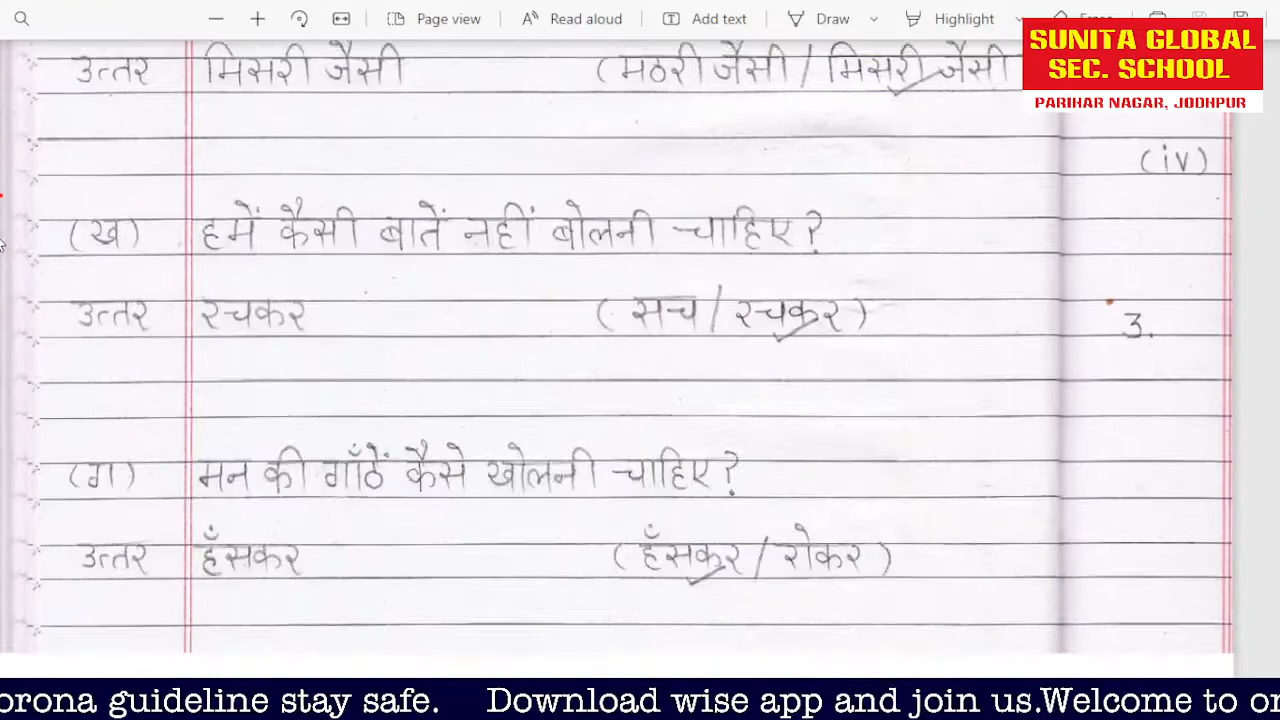 Page view
Read aloud
Add text
Draw
Highlight
SUNITA GLOBAL
SEC. SCHOOL
PARIHAR NAGAR, JODHPUR
उत्तर मिसरी जैसी (मठरी जैसी / मिसरी जैसी
(iv)
(ख) हमें कैसी बातें नहीं बोलनी चाहिए?
उत्तर रचकर (सच / रचकर)
3.
(ग) मन की गाँठें कैसे खोलनी चाहिए?
उत्तर हँसकर (हँसकर / रोकर)
orona guideline stay safe. Download wise app and join us.Welcome to or